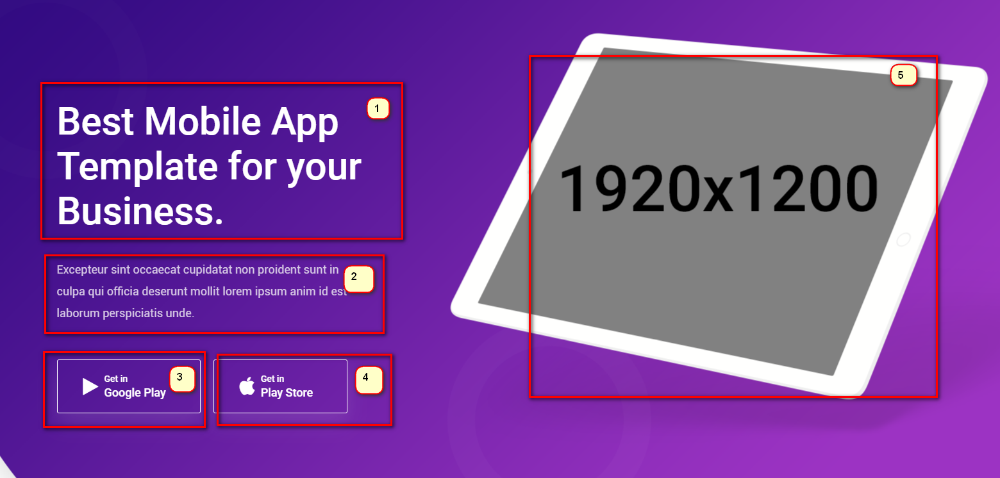 Best Mobile App
1
Template for your
Business.
Excepteur sint occaecat cupidatat non proident sunt in
2
culpa qui officia deserunt mollit lorem ipsum anim id est
laborum perspiciatis unde.
Get in
Google Play
3
Get in
Play Store
4
5
1920x1200